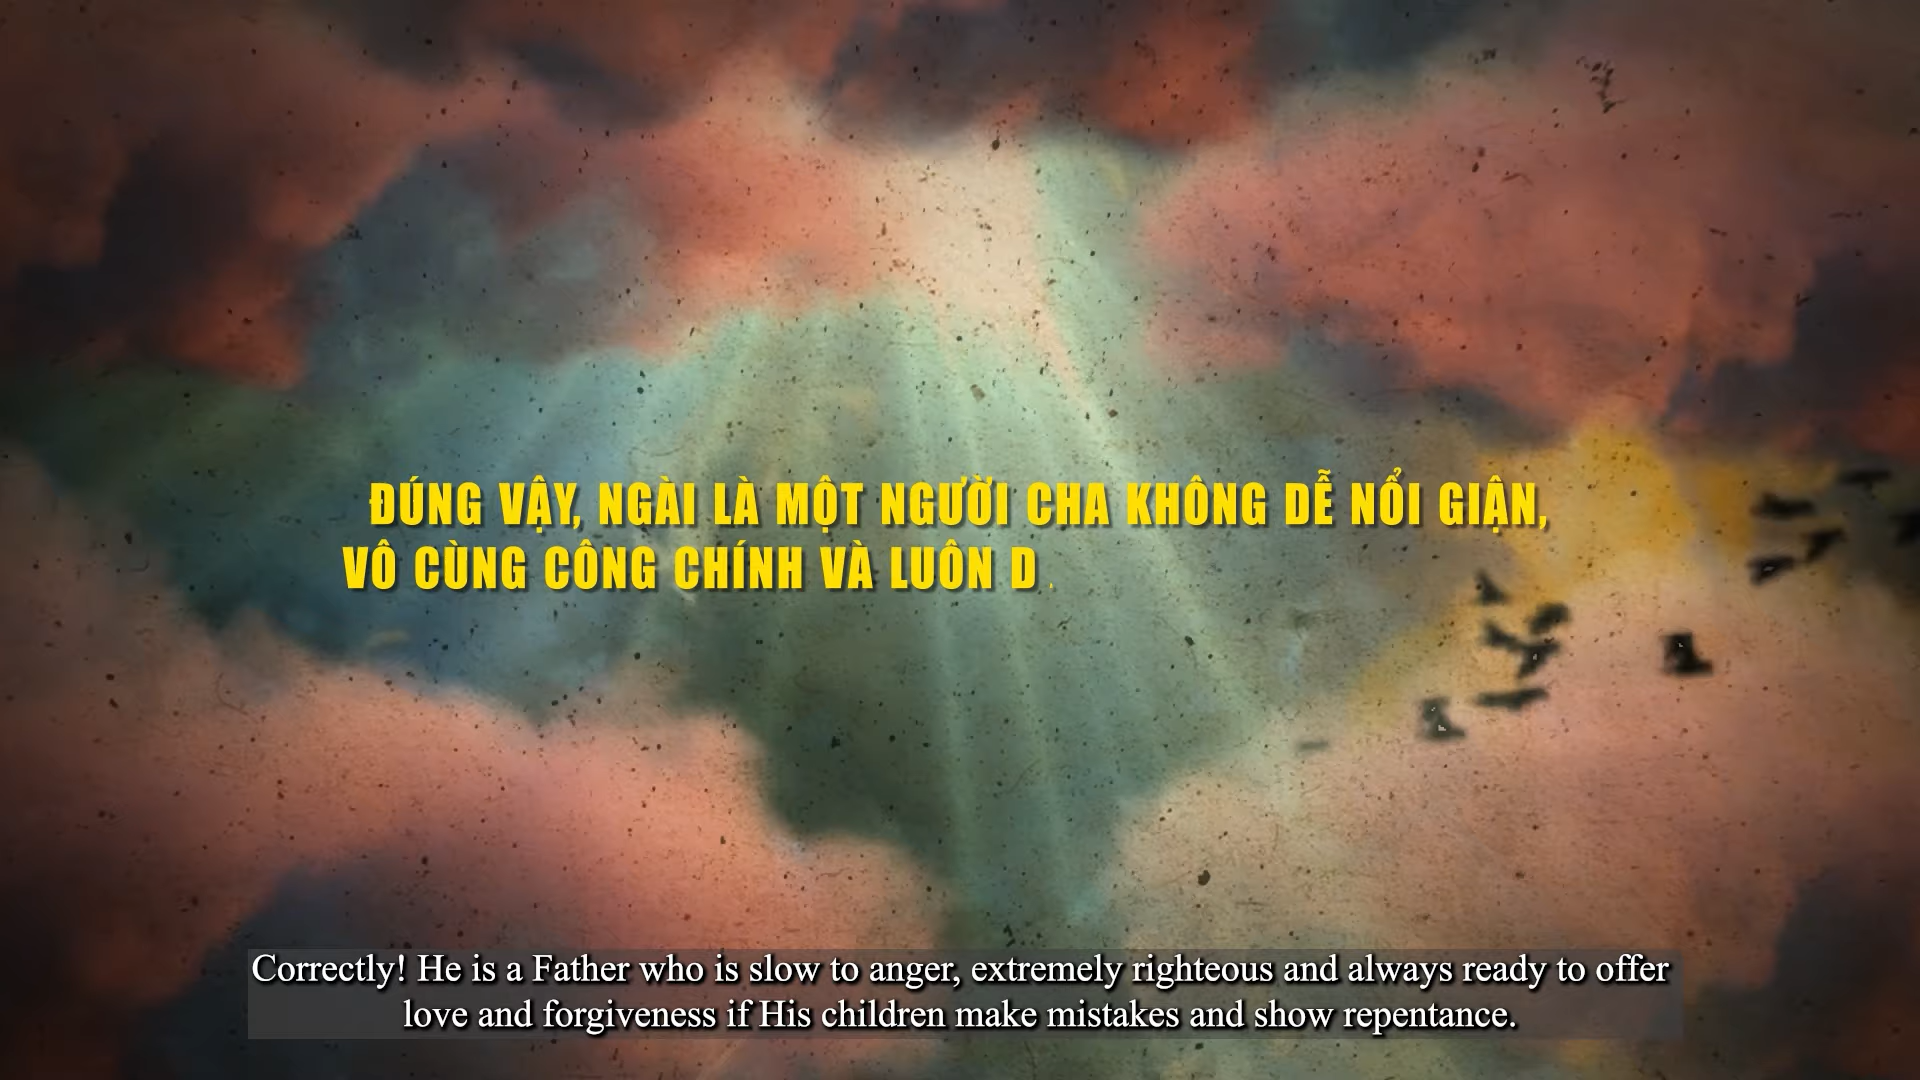 ĐÚNG VẬY, NGÀI LÀ MỘT NGƯỜI CHA KHÔNG DỄ NỔI GIẬN,
VÔ CÙNG CÔNG CHÍNH VÀ LUÔN D
Correctly! He is a Father who is slow to anger, extremely righteous and always ready to offer
love and forgiveness if His children make mistakes and show repentance.